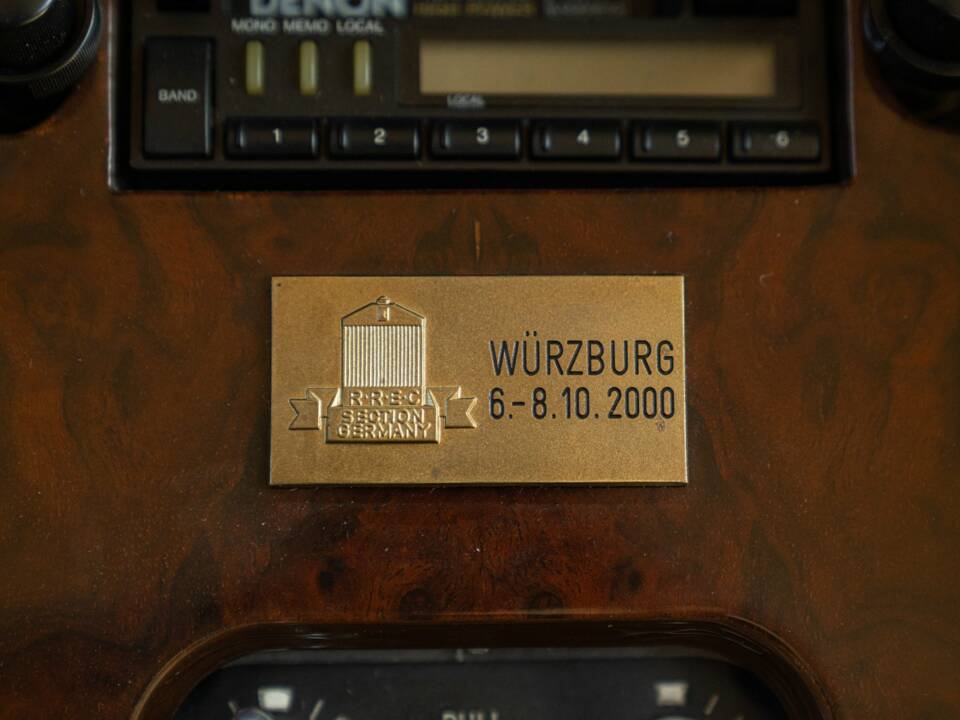 DENON
MONO MEMO LOCAL
BAND
LOCAL
1 2 3 4 5 6
R·R·E·C
SECTION
GERMANY
WÜRZBURG
6.-8.10.2000
PULL